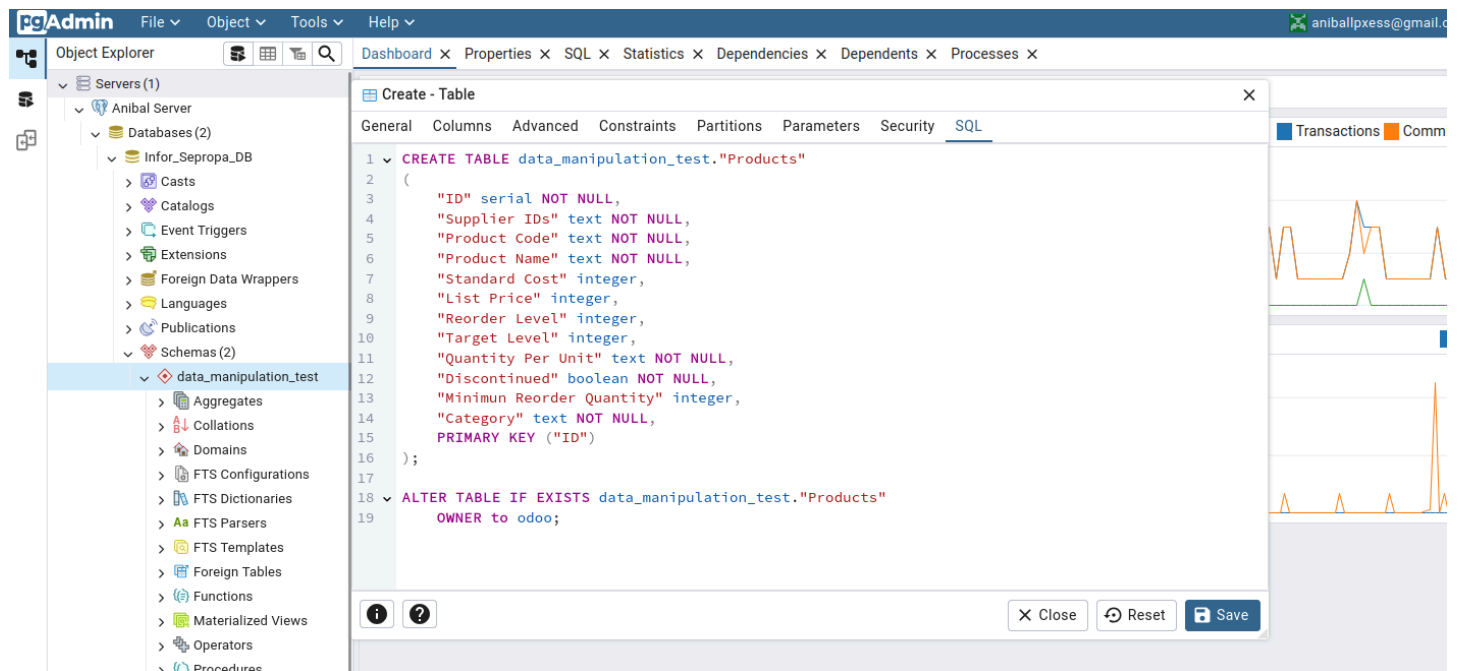 pgAdmin File Object Tools Help aniballpxess@gmail.c
Object Explorer
Dashboard Properties SQL Statistics Dependencies Dependents Processes
Servers (1)
Anibal Server
Databases (2)
Infor_Sepropa_DB
Casts
Catalogs
Event Triggers
Extensions
Foreign Data Wrappers
Languages
Publications
Schemas (2)
data_manipulation_test
Aggregates
Collations
Domains
FTS Configurations
FTS Dictionaries
Aa FTS Parsers
FTS Templates
Foreign Tables
Functions
Materialized Views
Operators
Procedures
Create - Table
General Columns Advanced Constraints Partitions Parameters Security SQL
1 CREATE TABLE data_manipulation_test."Products"
2 (
3 "ID" serial NOT NULL,
4 "Supplier IDs" text NOT NULL,
5 "Product Code" text NOT NULL,
6 "Product Name" text NOT NULL,
7 "Standard Cost" integer,
8 "List Price" integer,
9 "Reorder Level" integer,
10 "Target Level" integer,
11 "Quantity Per Unit" text NOT NULL,
12 "Discontinued" boolean NOT NULL,
13 "Minimun Reorder Quantity" integer,
14 "Category" text NOT NULL,
15 PRIMARY KEY ("ID")
16 );
17
18 ALTER TABLE IF EXISTS data_manipulation_test."Products"
19 OWNER to odoo;
Close Reset Save
Transactions Comm